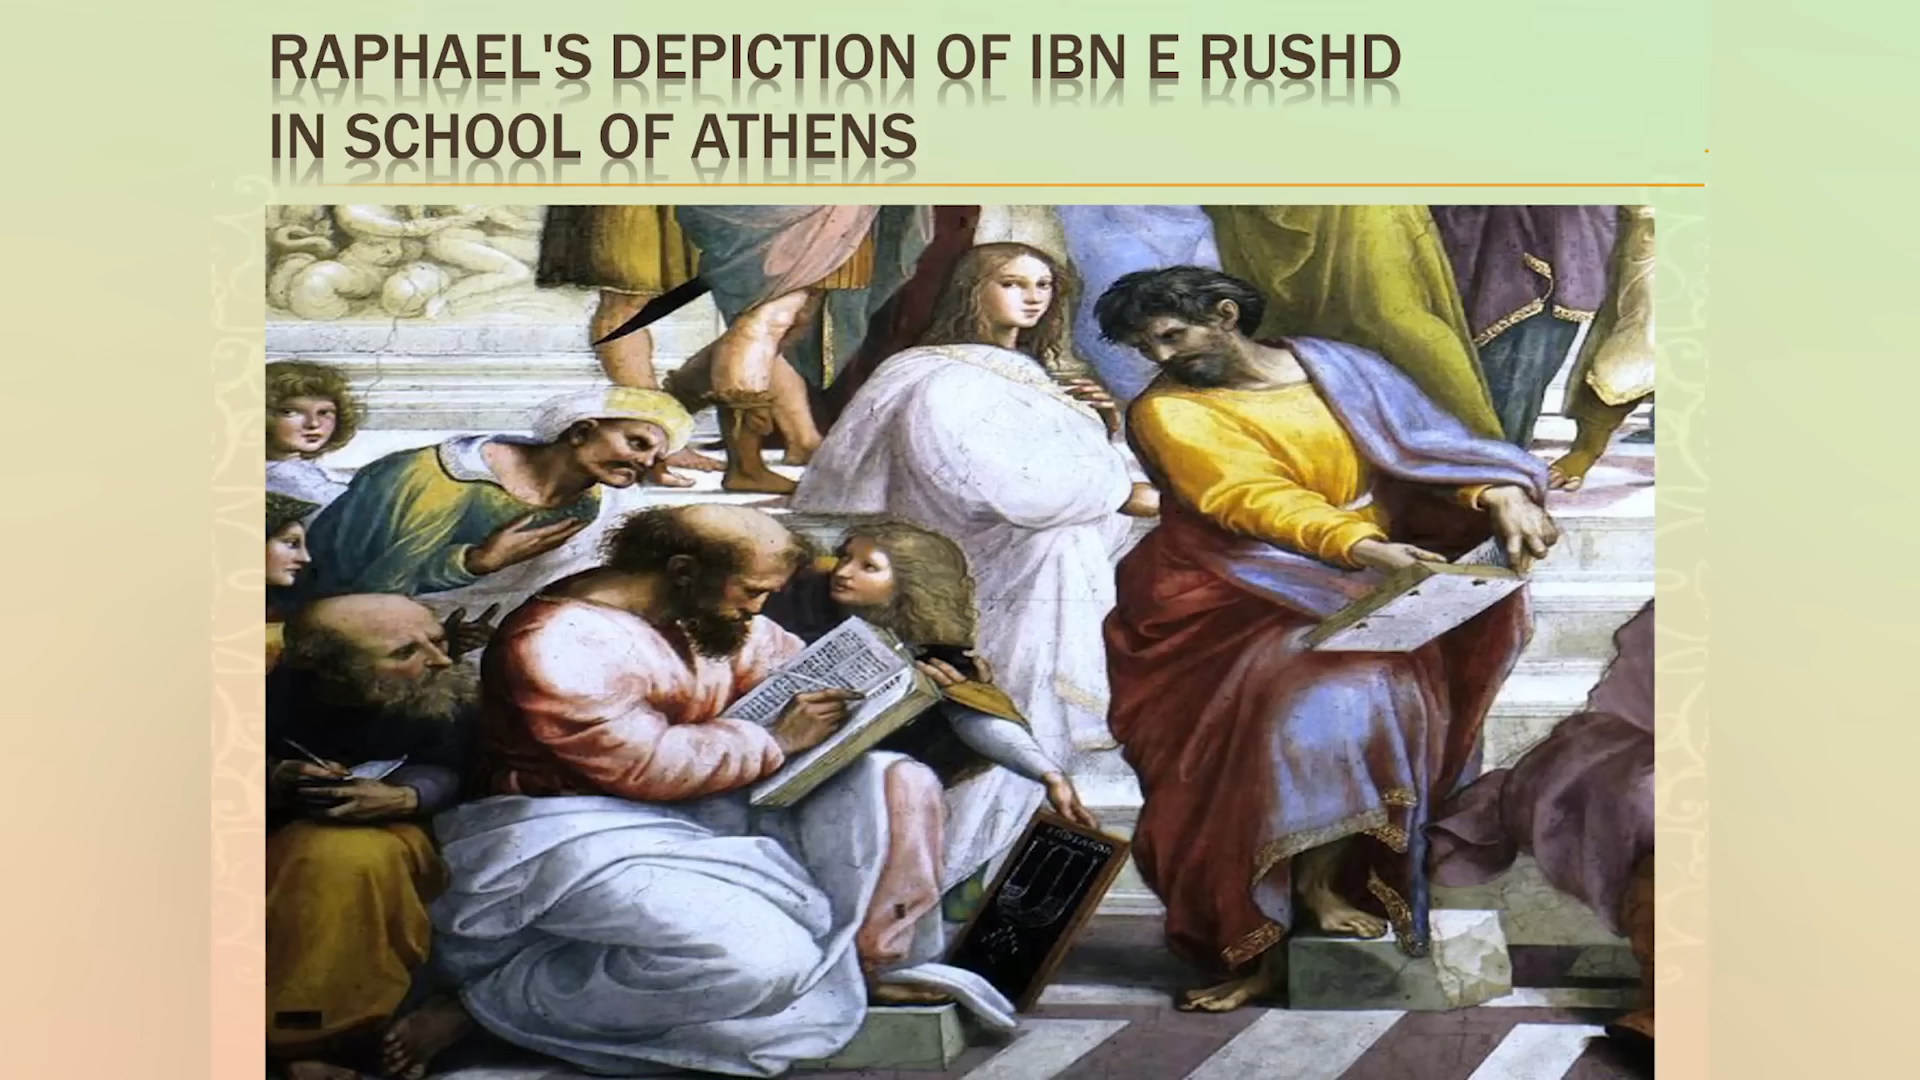 RAPHAEL'S DEPICTION OF IBN E RUSHD
IN SCHOOL OF ATHENS